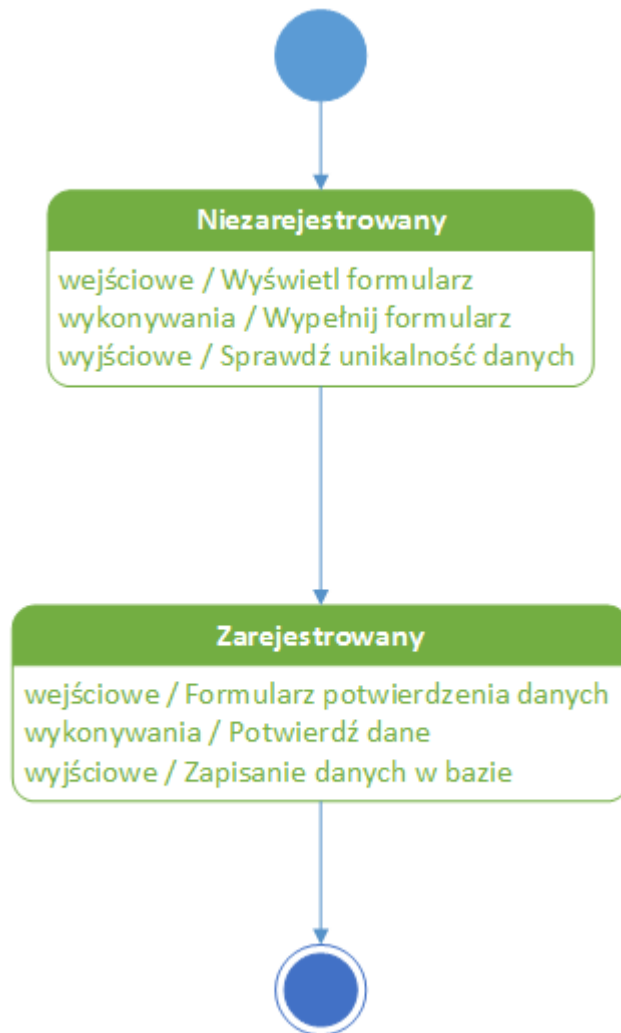 Niezarejestrowany
wejściowe / Wyświetl formularz
wykonywania / Wypełnij formularz
wyjściowe / Sprawdź unikalność danych
Zarejestrowany
wejściowe / Formularz potwierdzenia danych
wykonywania / Potwierdź dane
wyjściowe / Zapisanie danych w bazie